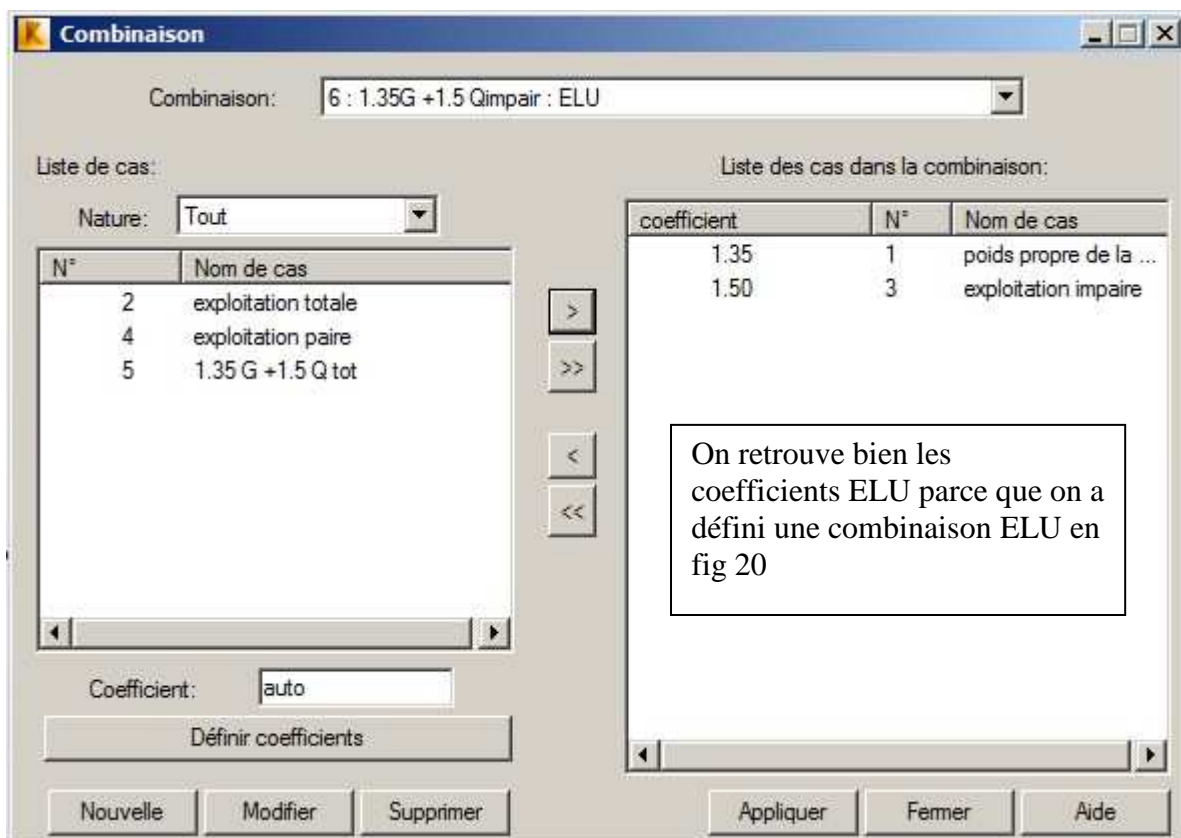 Combinaison
Combinaison: 6 : 1.35G +1.5 Qimpair : ELU
Liste de cas:
Nature: Tout
N° Nom de cas
2 exploitation totale
4 exploitation paire
5 1.35 G +1.5 Q tot
Coefficient: auto
Définir coefficients
Nouvelle Modifier Supprimer
>
>>
<
<<
Liste des cas dans la combinaison:
coefficient N° Nom de cas
1.35 1 poids propre de la ...
1.50 3 exploitation impaire
On retrouve bien les
coefficients ELU parce que on a
défini une combinaison ELU en
fig 20
Appliquer Fermer Aide